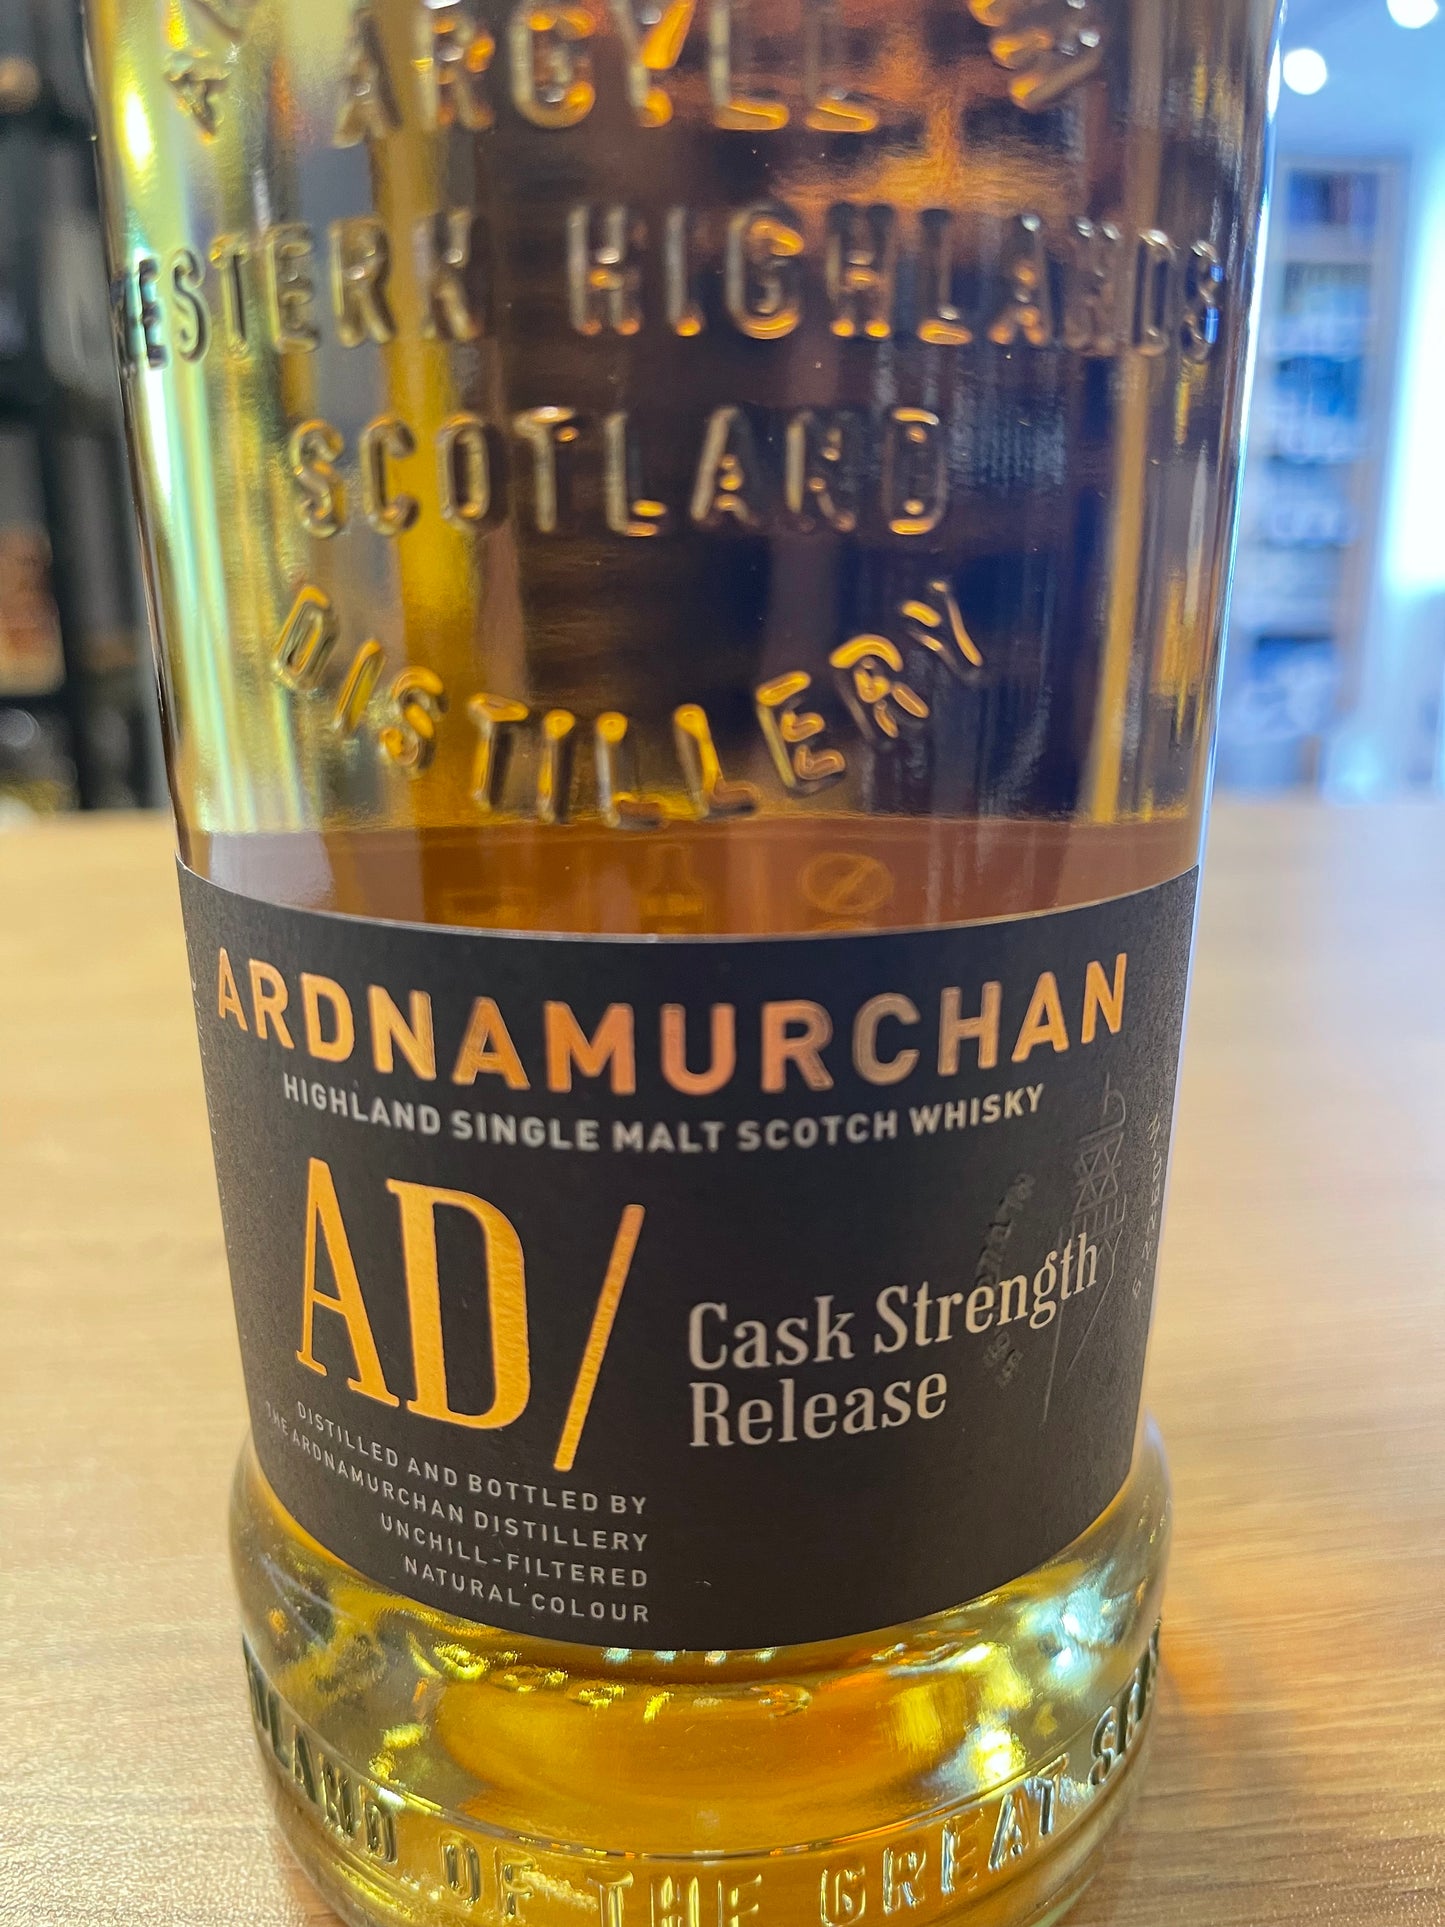 ARGYLL
WESTERN HIGHLANDS
SCOTLAND
DISTILLERY
ARDNAMURCHAN
HIGHLAND SINGLE MALT SCOTCH WHISKY
AD/
Cask Strength
Release
DISTILLED AND BOTTLED BY
THE ARDNAMURCHAN DISTILLERY
UNCHILL-FILTERED
NATURAL COLOUR
OF THE GREAT